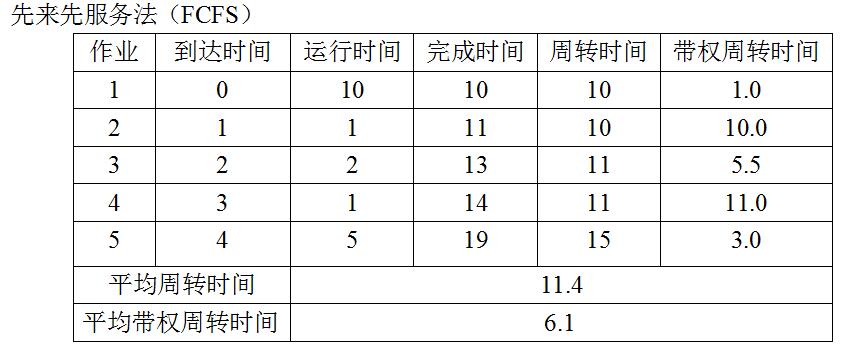 先来先服务法（FCFS）
作业 到达时间 运行时间 完成时间 周转时间 带权周转时间
1 0 10 10 10 1.0
2 1 1 11 10 10.0
3 2 2 13 11 5.5
4 3 1 14 11 11.0
5 4 5 19 15 3.0
平均周转时间 11.4
平均带权周转时间 6.1